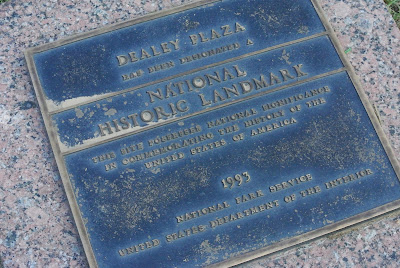 DEALEY PLAZA
HAS BEEN DESIGNATED A
NATIONAL
HISTORIC LANDMARK
THIS SITE POSSESSES NATIONAL SIGNIFICANCE
IN COMMEMORATING THE HISTORY OF THE
UNITED STATES OF AMERICA
1993
NATIONAL PARK SERVICE
UNITED STATES DEPARTMENT OF THE INTERIOR